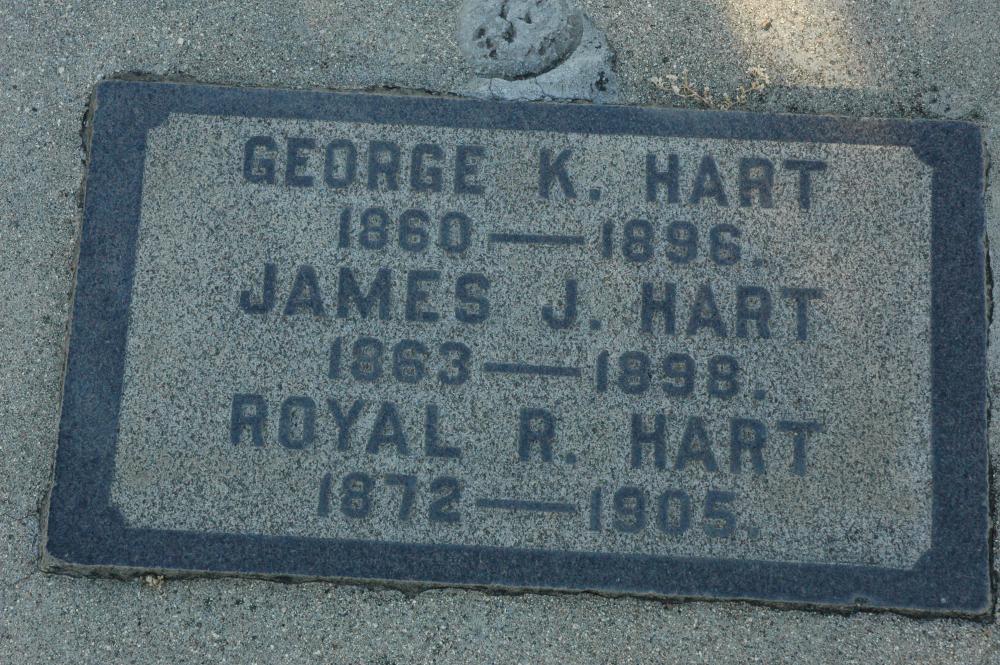 GEORGE K. HART
1860 — 1896.
JAMES J. HART
1863 — 1898.
ROYAL R. HART
1872 — 1905.